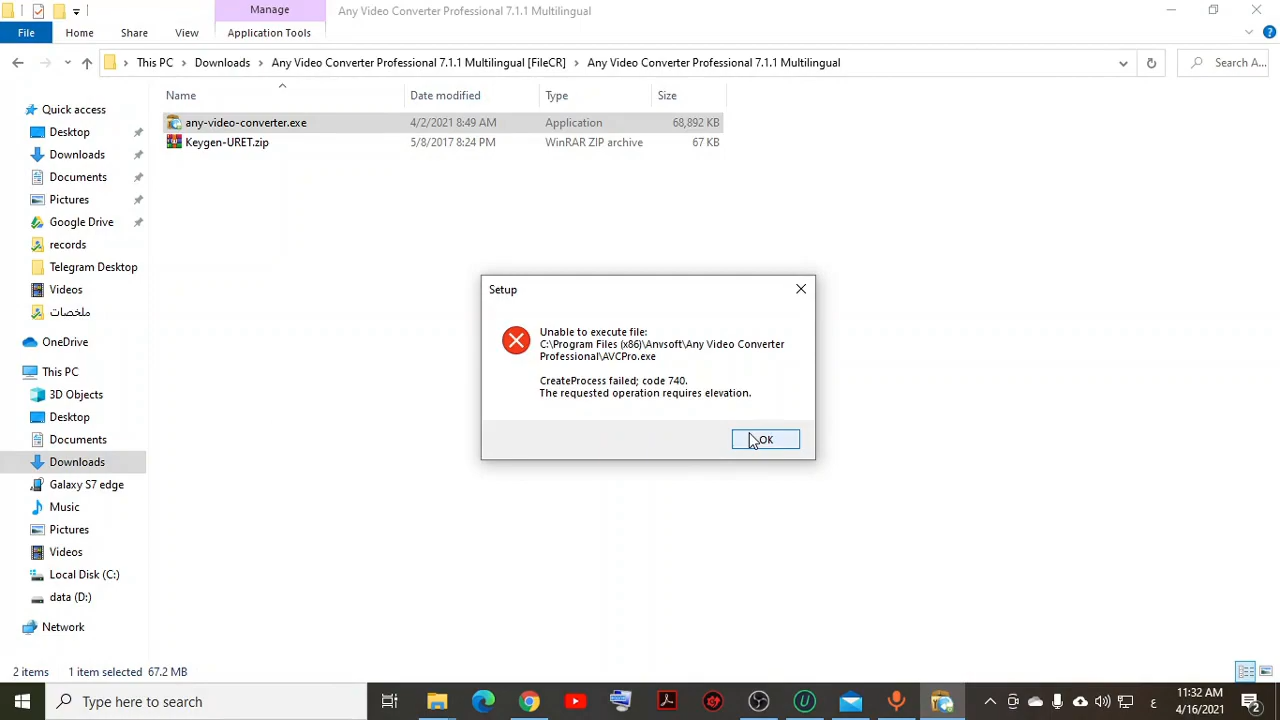 Manage
Any Video Converter Professional 7.1.1 Multilingual
File
Home
Share
View
Application Tools
This PC
Downloads
Any Video Converter Professional 7.1.1 Multilingual [FileCR]
Any Video Converter Professional 7.1.1 Multilingual
Search A...
Name
Date modified
Type
Size
any-video-converter.exe
4/2/2021 8:49 AM
Application
68,892 KB
Keygen-URET.zip
5/8/2017 8:24 PM
WinRAR ZIP archive
67 KB
Quick access
Desktop
Downloads
Documents
Pictures
Google Drive
records
Telegram Desktop
Videos
ملخصات
OneDrive
This PC
3D Objects
Desktop
Documents
Downloads
Galaxy S7 edge
Music
Pictures
Videos
Local Disk (C:)
data (D:)
Network
Setup
Unable to execute file:
C:\Program Files (x86)\Anvsoft\Any Video Converter
Professional\AVCPro.exe
CreateProcess failed; code 740.
The requested operation requires elevation.
OK
2 items
1 item selected 67.2 MB
Type here to search
ع
11:32 AM
4/16/2021
2